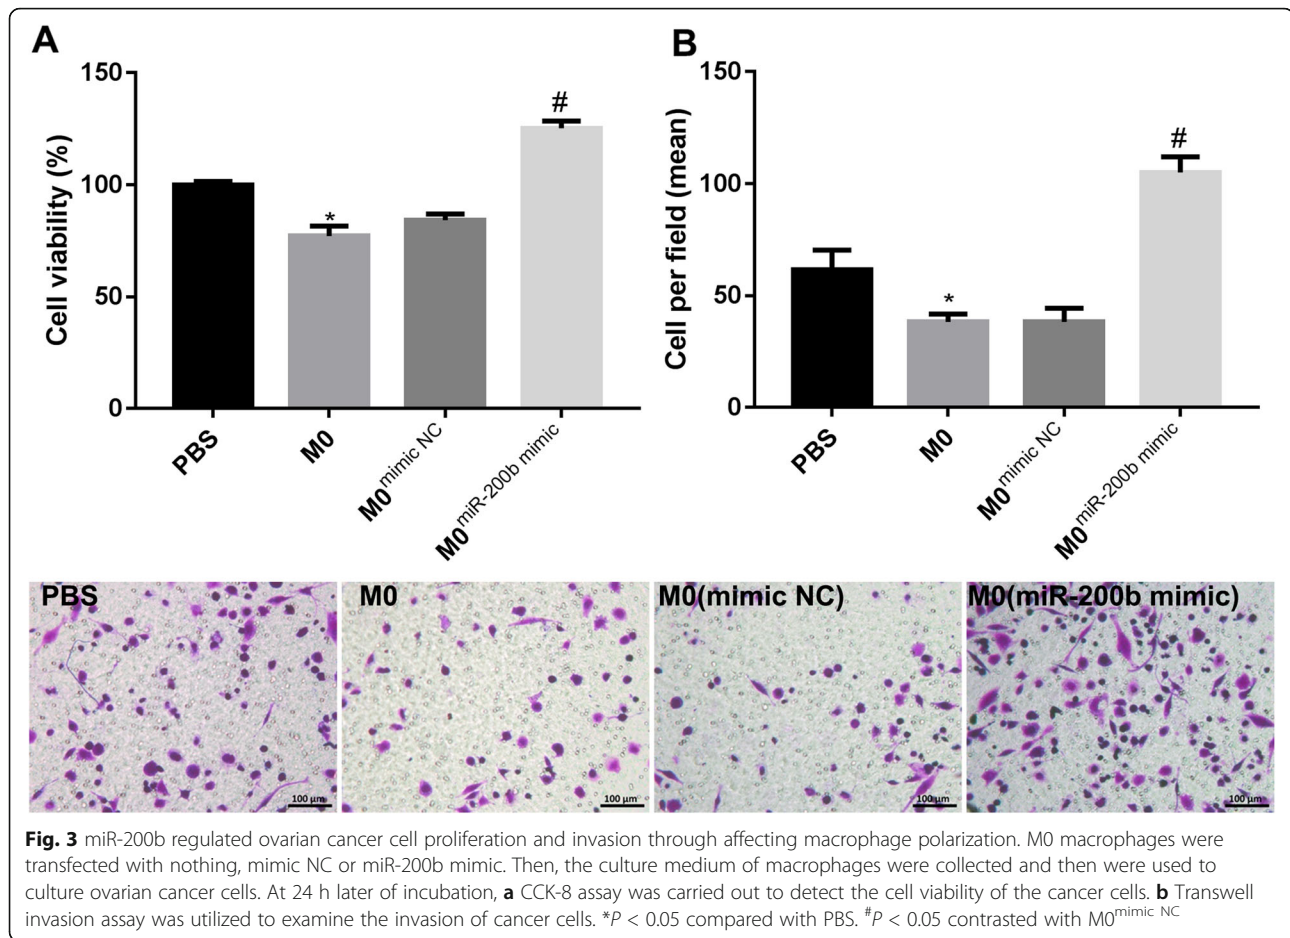 A
150
100
50
0
Cell viability (%)
*
#
PBS
M0
M0mimic NC
M0miR-200b mimic
B
150
100
50
0
Cell per field (mean)
*
#
PBS
M0
M0mimic NC
M0miR-200b mimic
PBS
M0
M0(mimic NC)
M0(miR-200b mimic)
100 μm
100 μm
100 μm
100 μm
Fig. 3 miR-200b regulated ovarian cancer cell proliferation and invasion through affecting macrophage polarization. M0 macrophages were
transfected with nothing, mimic NC or miR-200b mimic. Then, the culture medium of macrophages were collected and then were used to
culture ovarian cancer cells. At 24 h later of incubation, a CCK-8 assay was carried out to detect the cell viability of the cancer cells. b Transwell
invasion assay was utilized to examine the invasion of cancer cells. *P < 0.05 compared with PBS. #P < 0.05 contrasted with M0mimic NC